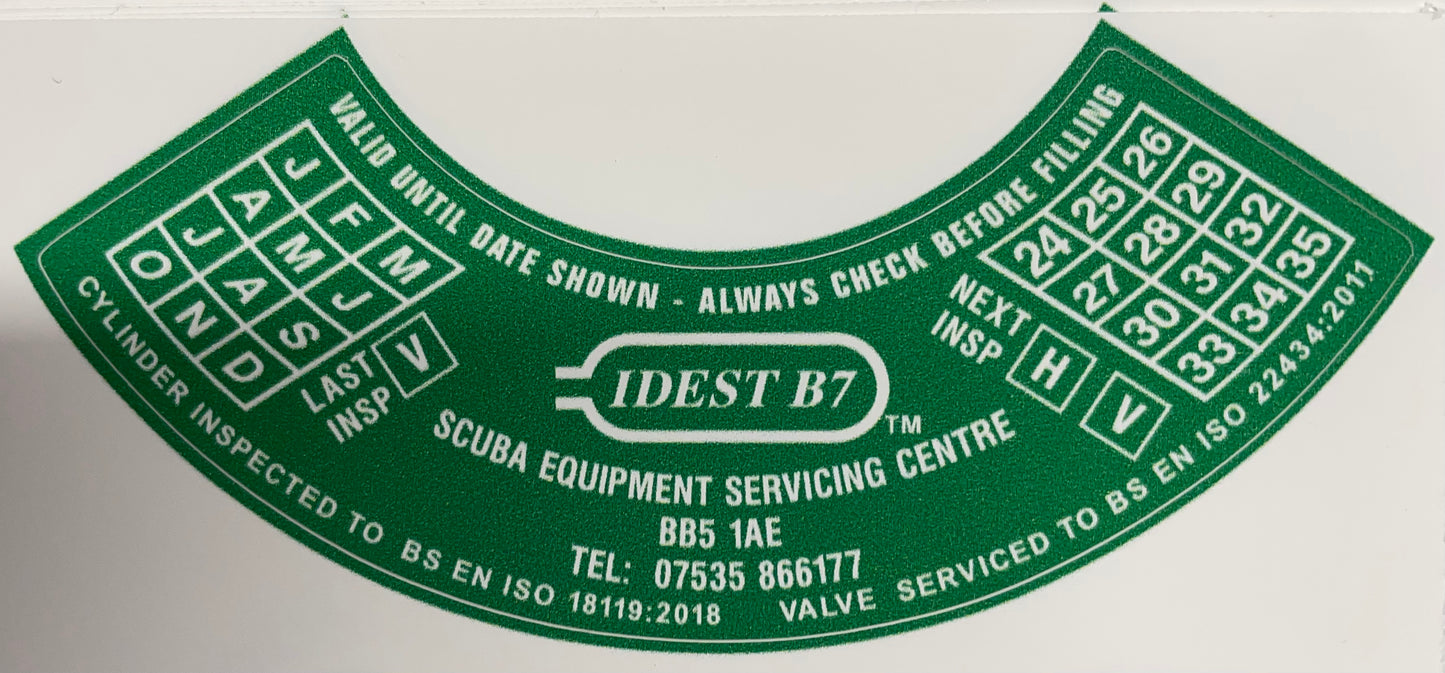 VALID UNTIL DATE SHOWN - ALWAYS CHECK BEFORE FILLING
J F M
A M J
J A S
O N D
LAST
INSP
V
24 25 26
27 28 29
30 31 32
33 34 35
NEXT
INSP
H V
IDEST B7
TM
SCUBA EQUIPMENT SERVICING CENTRE
BB5 1AE
TEL: 07535 866177
CYLINDER INSPECTED TO BS EN ISO 18119:2018 VALVE SERVICED TO BS EN ISO 22434:2011